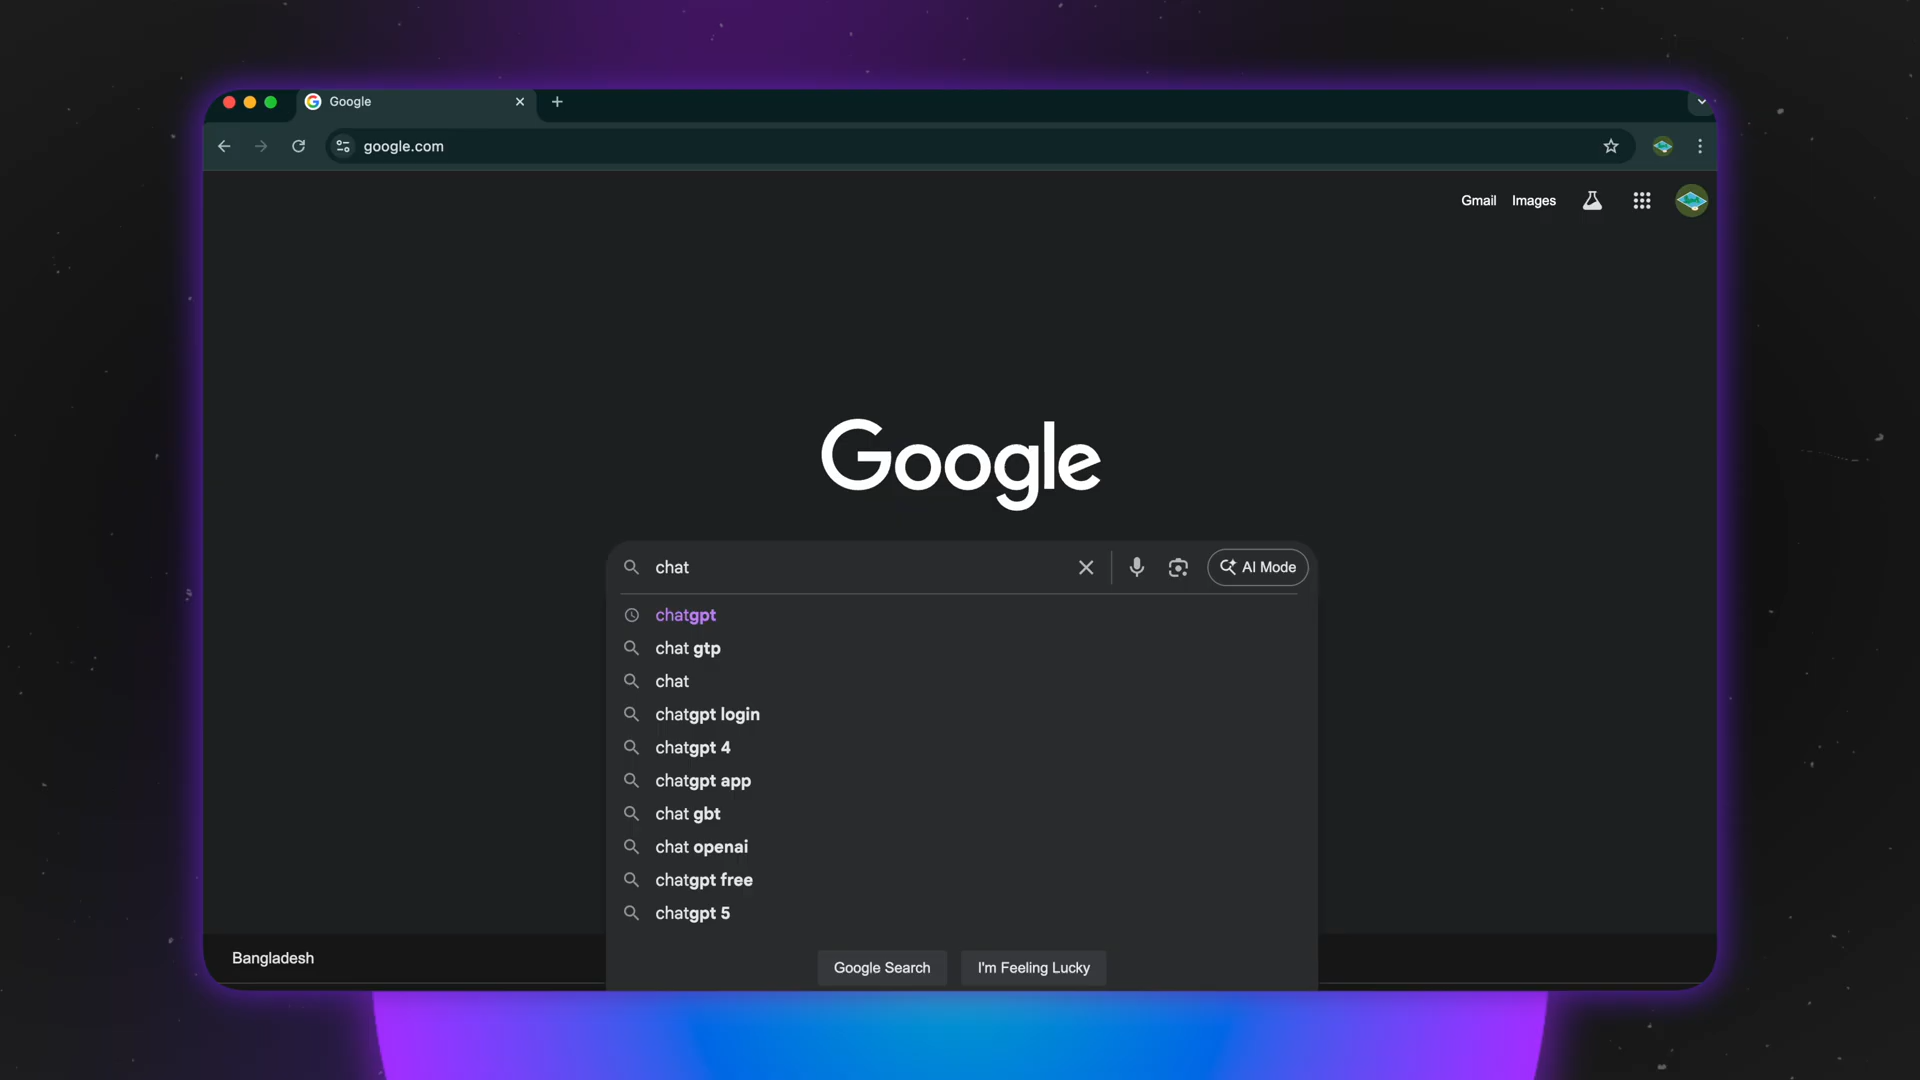 Google
google.com
Gmail Images
Google
chat
AI Mode
chatgpt
chat gtp
chat
chatgpt login
chatgpt 4
chatgpt app
chat gbt
chat openai
chatgpt free
chatgpt 5
Google Search I'm Feeling Lucky
Bangladesh